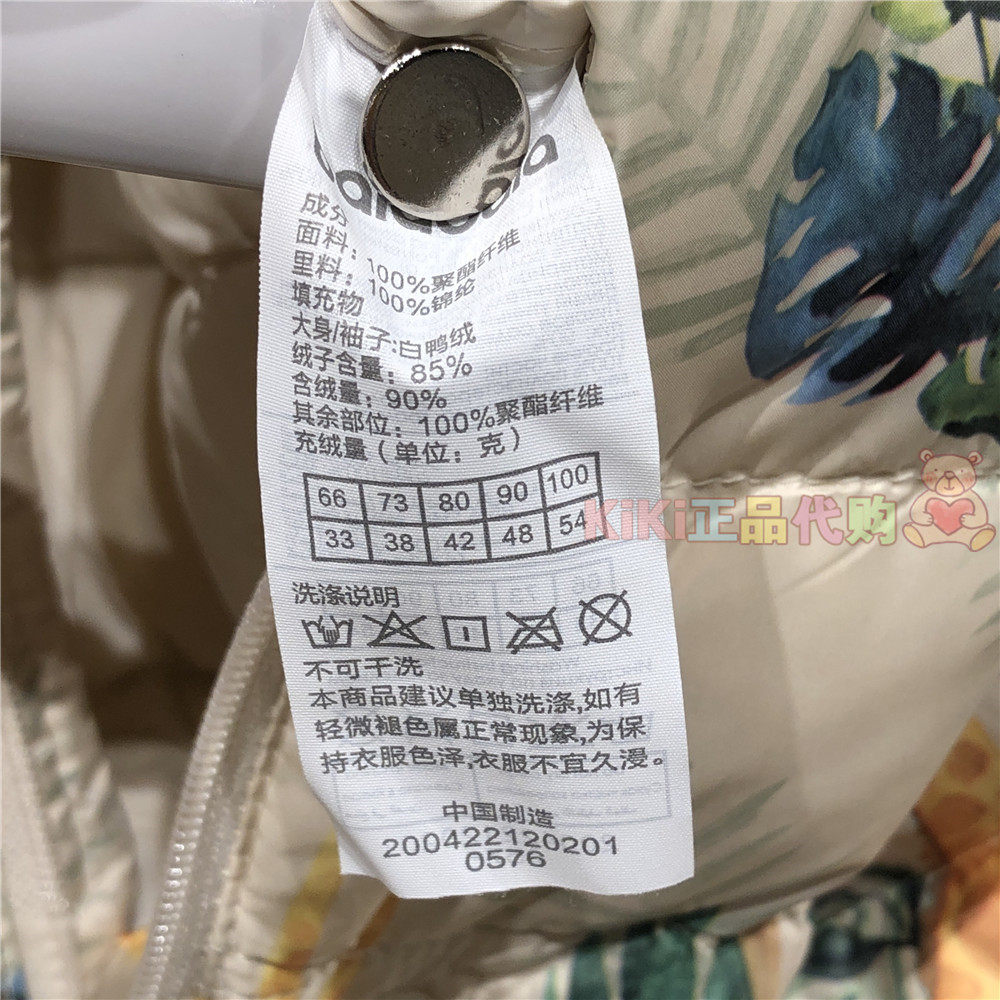 balabala
成分
面料：100%聚酯纤维
里料：100%锦纶
填充物
大身/袖子:白鸭绒
绒子含量：85%
含绒量：90%
其余部位：100%聚酯纤维
充绒量（单位：克）
66 73 80 90 100
33 38 42 48 54
KiKi正品代购
洗涤说明
不可干洗
本商品建议单独洗涤,如有
轻微褪色属正常现象,为保
持衣服色泽,衣服不宜久漫。
中国制造
200422120201
0576